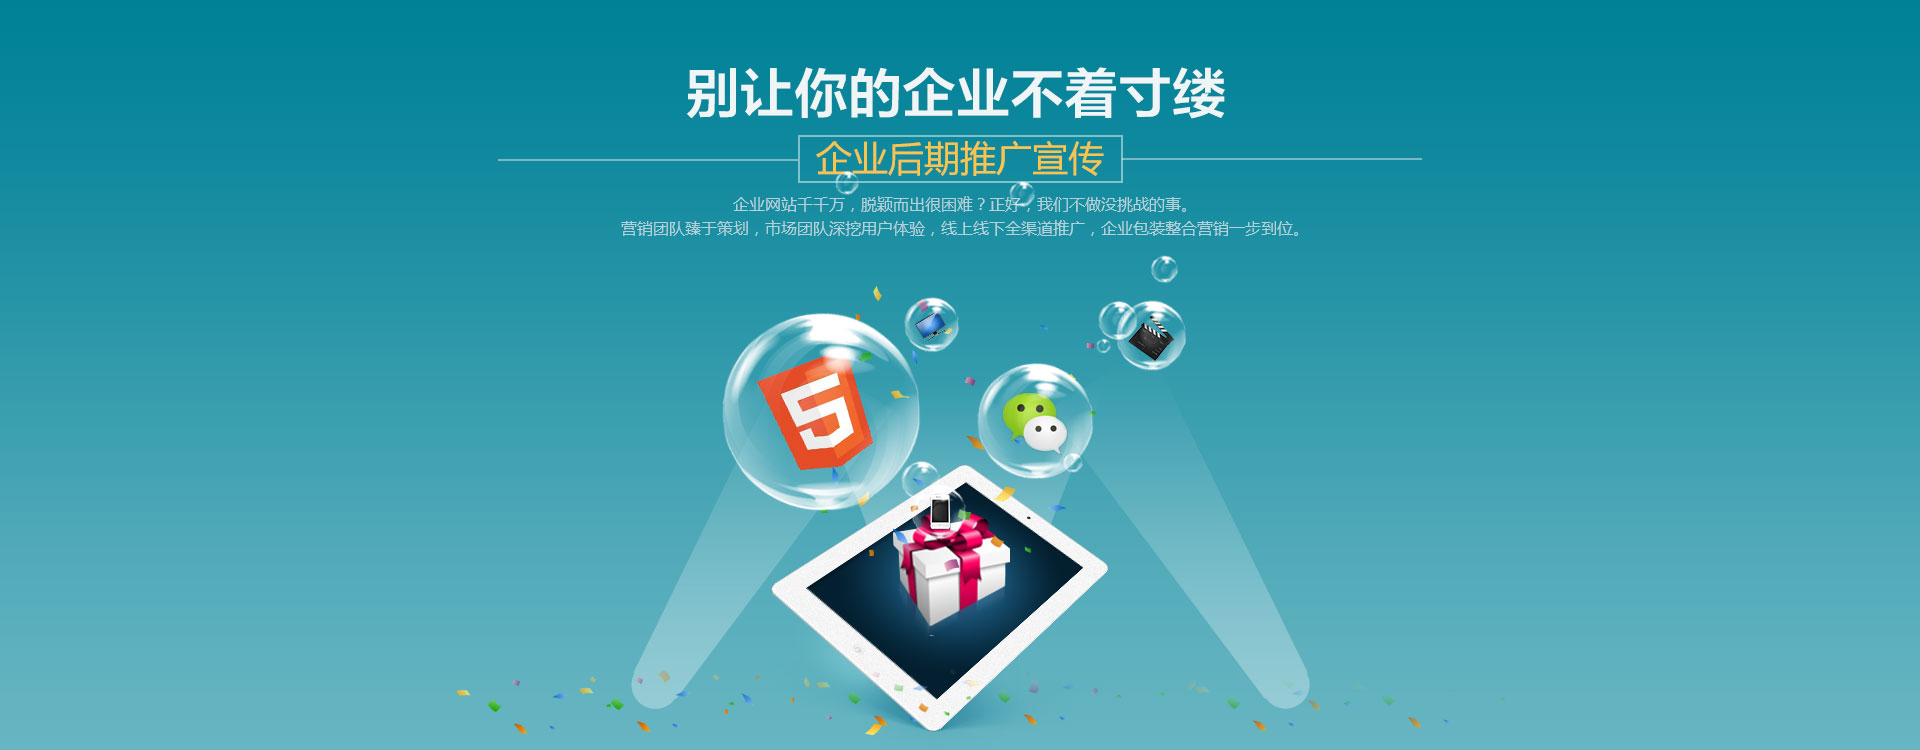 别让你的企业不着寸缕
企业后期推广宣传
企业网站千千万，脱颖而出很困难？正好，我们不做没挑战的事。
营销团队臻于策划，市场团队深挖用户体验，线上线下全渠道推广，企业包装整合营销一步到位。
5